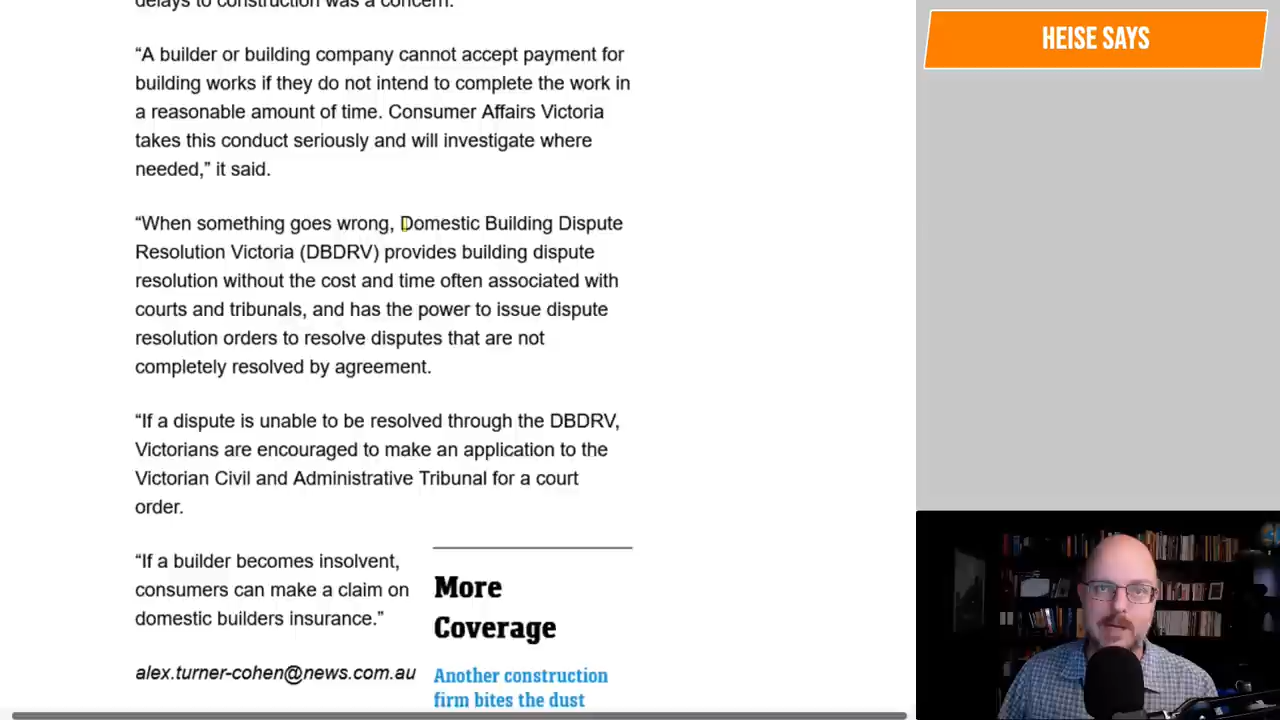 delays to construction was a concern.
“A builder or building company cannot accept payment for
building works if they do not intend to complete the work in
a reasonable amount of time. Consumer Affairs Victoria
takes this conduct seriously and will investigate where
needed,” it said.
“When something goes wrong, Domestic Building Dispute
Resolution Victoria (DBDRV) provides building dispute
resolution without the cost and time often associated with
courts and tribunals, and has the power to issue dispute
resolution orders to resolve disputes that are not
completely resolved by agreement.
“If a dispute is unable to be resolved through the DBDRV,
Victorians are encouraged to make an application to the
Victorian Civil and Administrative Tribunal for a court
order.
“If a builder becomes insolvent,
consumers can make a claim on
domestic builders insurance.”
alex.turner-cohen@news.com.au
More
Coverage
Another construction
firm bites the dust
HEISE SAYS